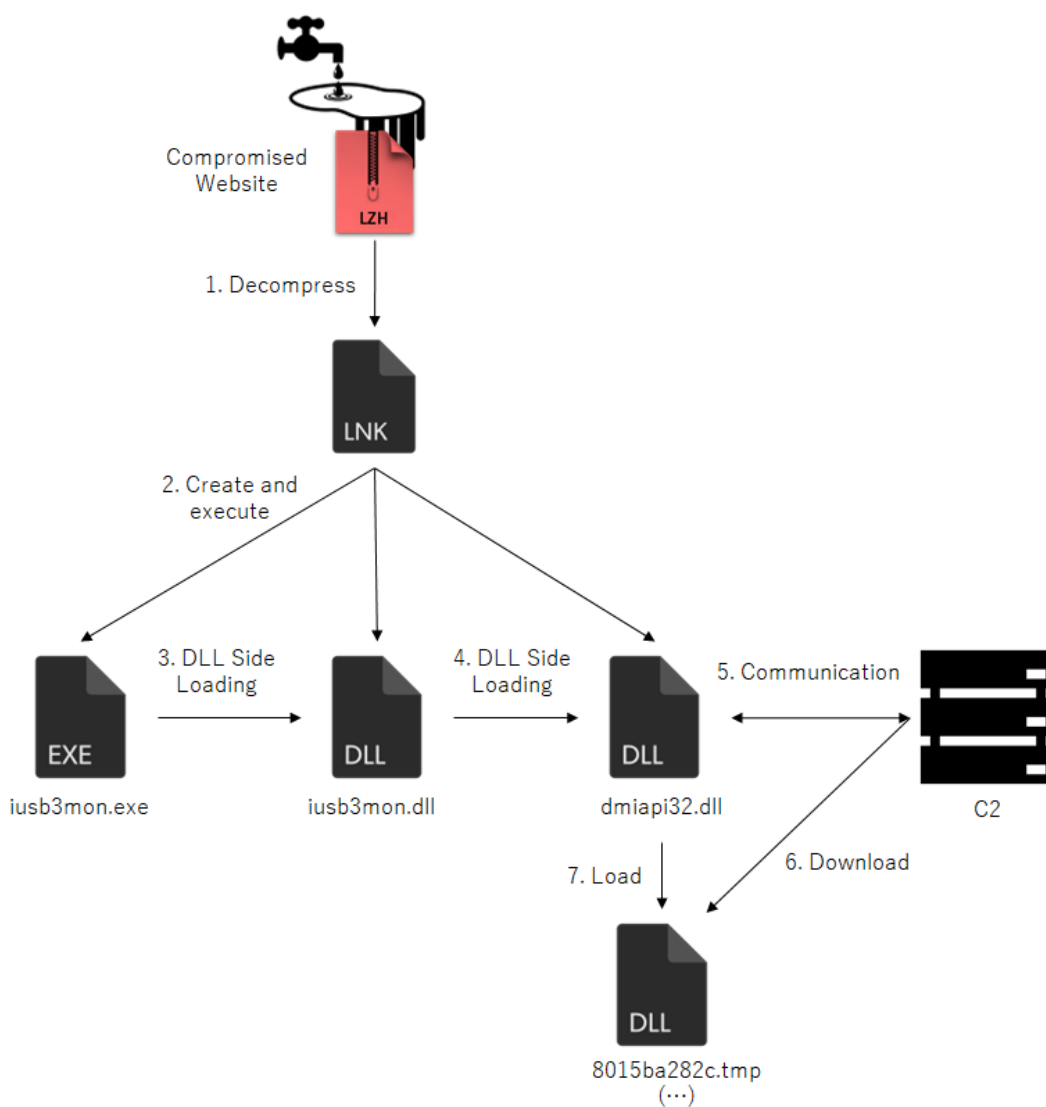 Compromised
Website
LZH
1. Decompress
LNK
2. Create and
execute
3. DLL Side
Loading
4. DLL Side
Loading
5. Communication
EXE
DLL
DLL
iusb3mon.exe
iusb3mon.dll
dmiapi32.dll
C2
6. Download
7. Load
DLL
8015ba282c.tmp
(…)